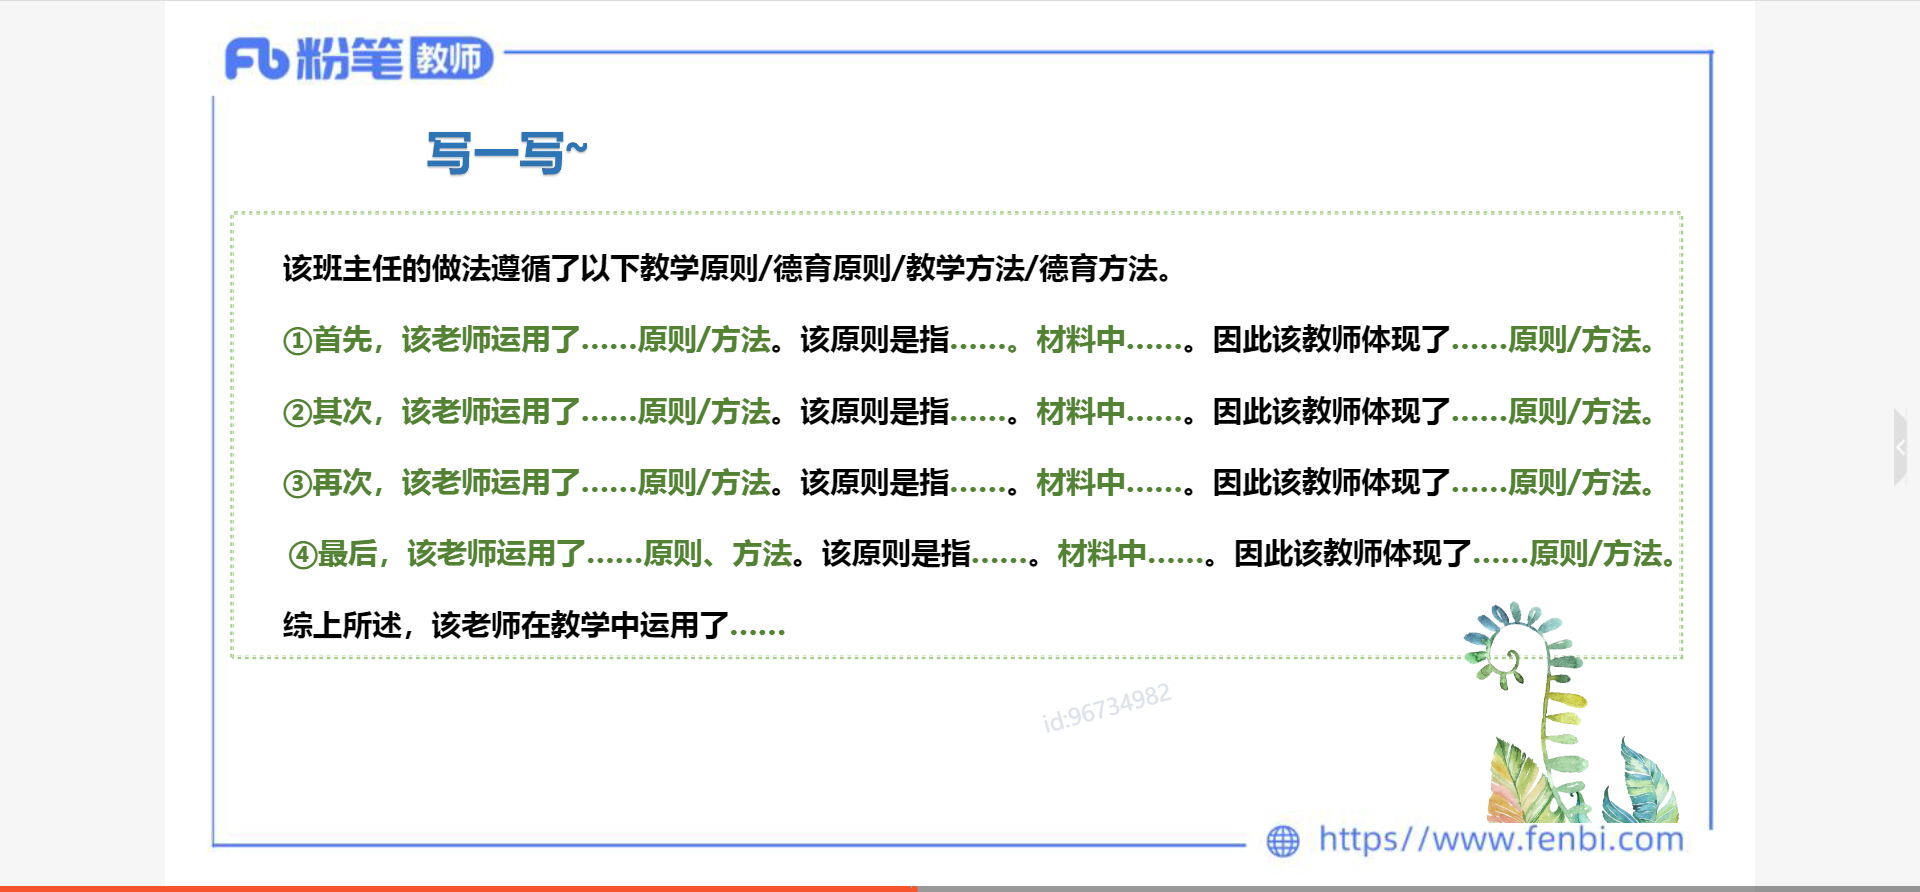 粉笔教师
写一写~
该班主任的做法遵循了以下教学原则/德育原则/教学方法/德育方法。
①首先，该老师运用了……原则/方法。该原则是指……。材料中……。因此该教师体现了……原则/方法。
②其次，该老师运用了……原则/方法。该原则是指……。材料中……。因此该教师体现了……原则/方法。
③再次，该老师运用了……原则/方法。该原则是指……。材料中……。因此该教师体现了……原则/方法。
④最后，该老师运用了……原则、方法。该原则是指……。材料中……。因此该教师体现了……原则/方法。
综上所述，该老师在教学中运用了……
id:96734982
https//www.fenbi.com